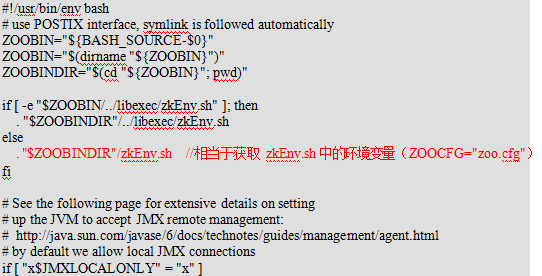 #!/usr/bin/env bash
# use POSTIX interface, symlink is followed automatically
ZOOBIN="${BASH_SOURCE-$0}"
ZOOBIN="$(dirname "${ZOOBIN}")"
ZOOBINDIR="$(cd "${ZOOBIN}"; pwd)"
if [ -e "$ZOOBIN/../libexec/zkEnv.sh" ]; then
. "$ZOOBINDIR"/../libexec/zkEnv.sh
else
. "$ZOOBINDIR"/zkEnv.sh //相当于获取 zkEnv.sh 中的环境变量（ZOOCFG="zoo.cfg"）
fi
# See the following page for extensive details on setting
# up the JVM to accept JMX remote management:
# http://java.sun.com/javase/6/docs/technotes/guides/management/agent.html
# by default we allow local JMX connections
if [ "x$JMXLOCALONLY" = "x" ]